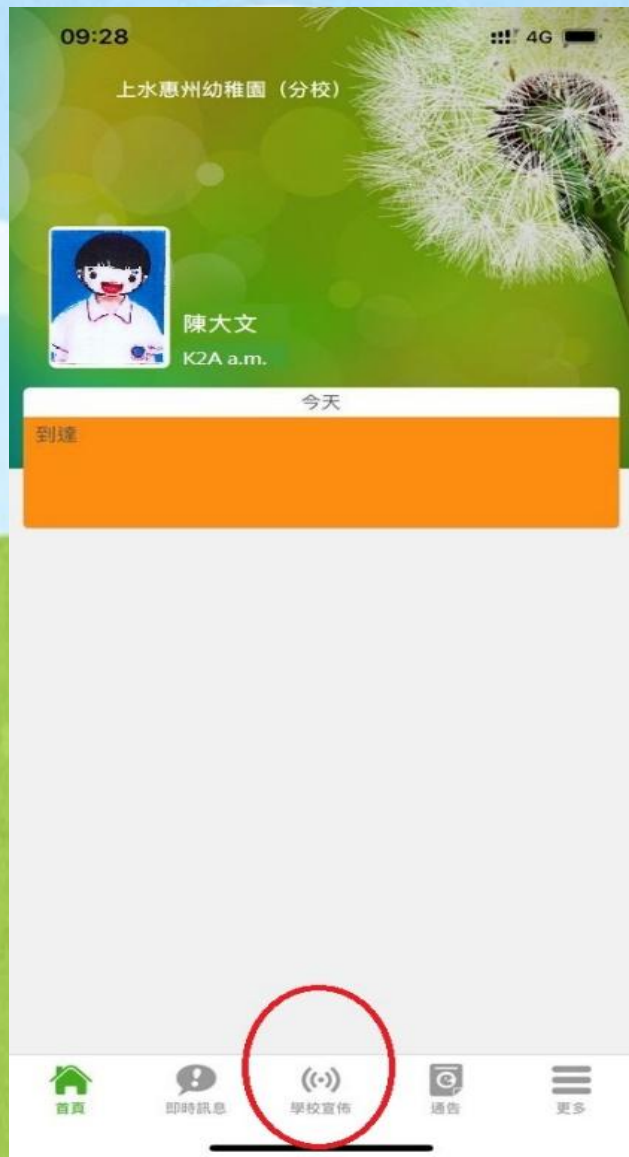 09:28
4G
上水惠州幼稚園（分校）
陳大文
K2A a.m.
今天
到達
首頁
即時訊息
學校宣佈
通告
更多